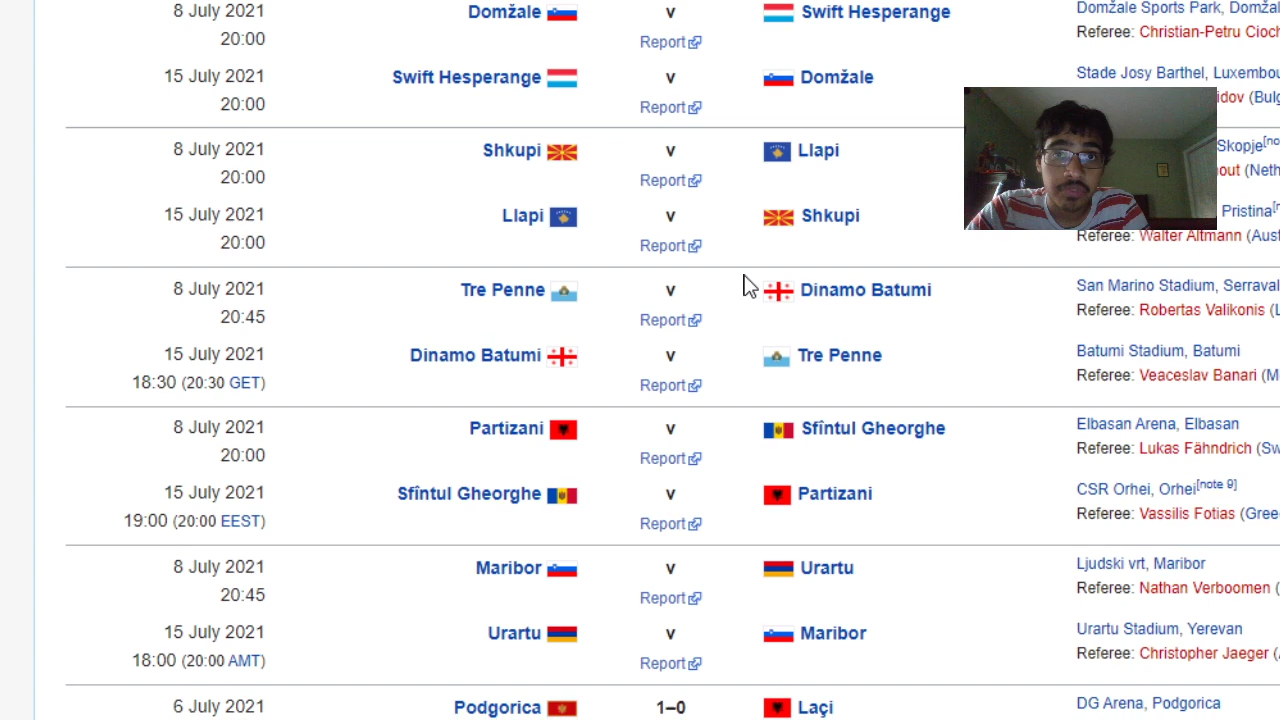 8 July 2021 Domžale v Swift Hesperange Domžale Sports Park,
20:00 Report Referee: Christian-Petru
15 July 2021 Swift Hesperange v Domžale Stade Josy Barthel,
20:00 Report
8 July 2021 Shkupi v Llapi Skopje
20:00 Report
15 July 2021 Llapi v Shkupi Pristina
20:00 Report Referee: Walter Altmann
8 July 2021 Tre Penne v Dinamo Batumi San Marino Stadium,
20:45 Report Referee: Robertas Valikonis
15 July 2021 Dinamo Batumi v Tre Penne Batumi Stadium, Batumi
18:30 (20:30 GET) Report Referee: Veaceslav Banari
8 July 2021 Partizani v Sfîntul Gheorghe Elbasan Arena, Elbasan
20:00 Report Referee: Lukas Fähndrich
15 July 2021 Sfîntul Gheorghe v Partizani CSR Orhei, Orhei[note 9]
19:00 (20:00 EEST) Report Referee: Vassilis Fotias
8 July 2021 Maribor v Urartu Ljudski vrt, Maribor
20:45 Report Referee: Nathan Verboomen
15 July 2021 Urartu v Maribor Urartu Stadium, Yerevan
18:00 (20:00 AMT) Report Referee: Christopher Jaeger
6 July 2021 Podgorica 1–0 Laçi DG Arena, Podgorica